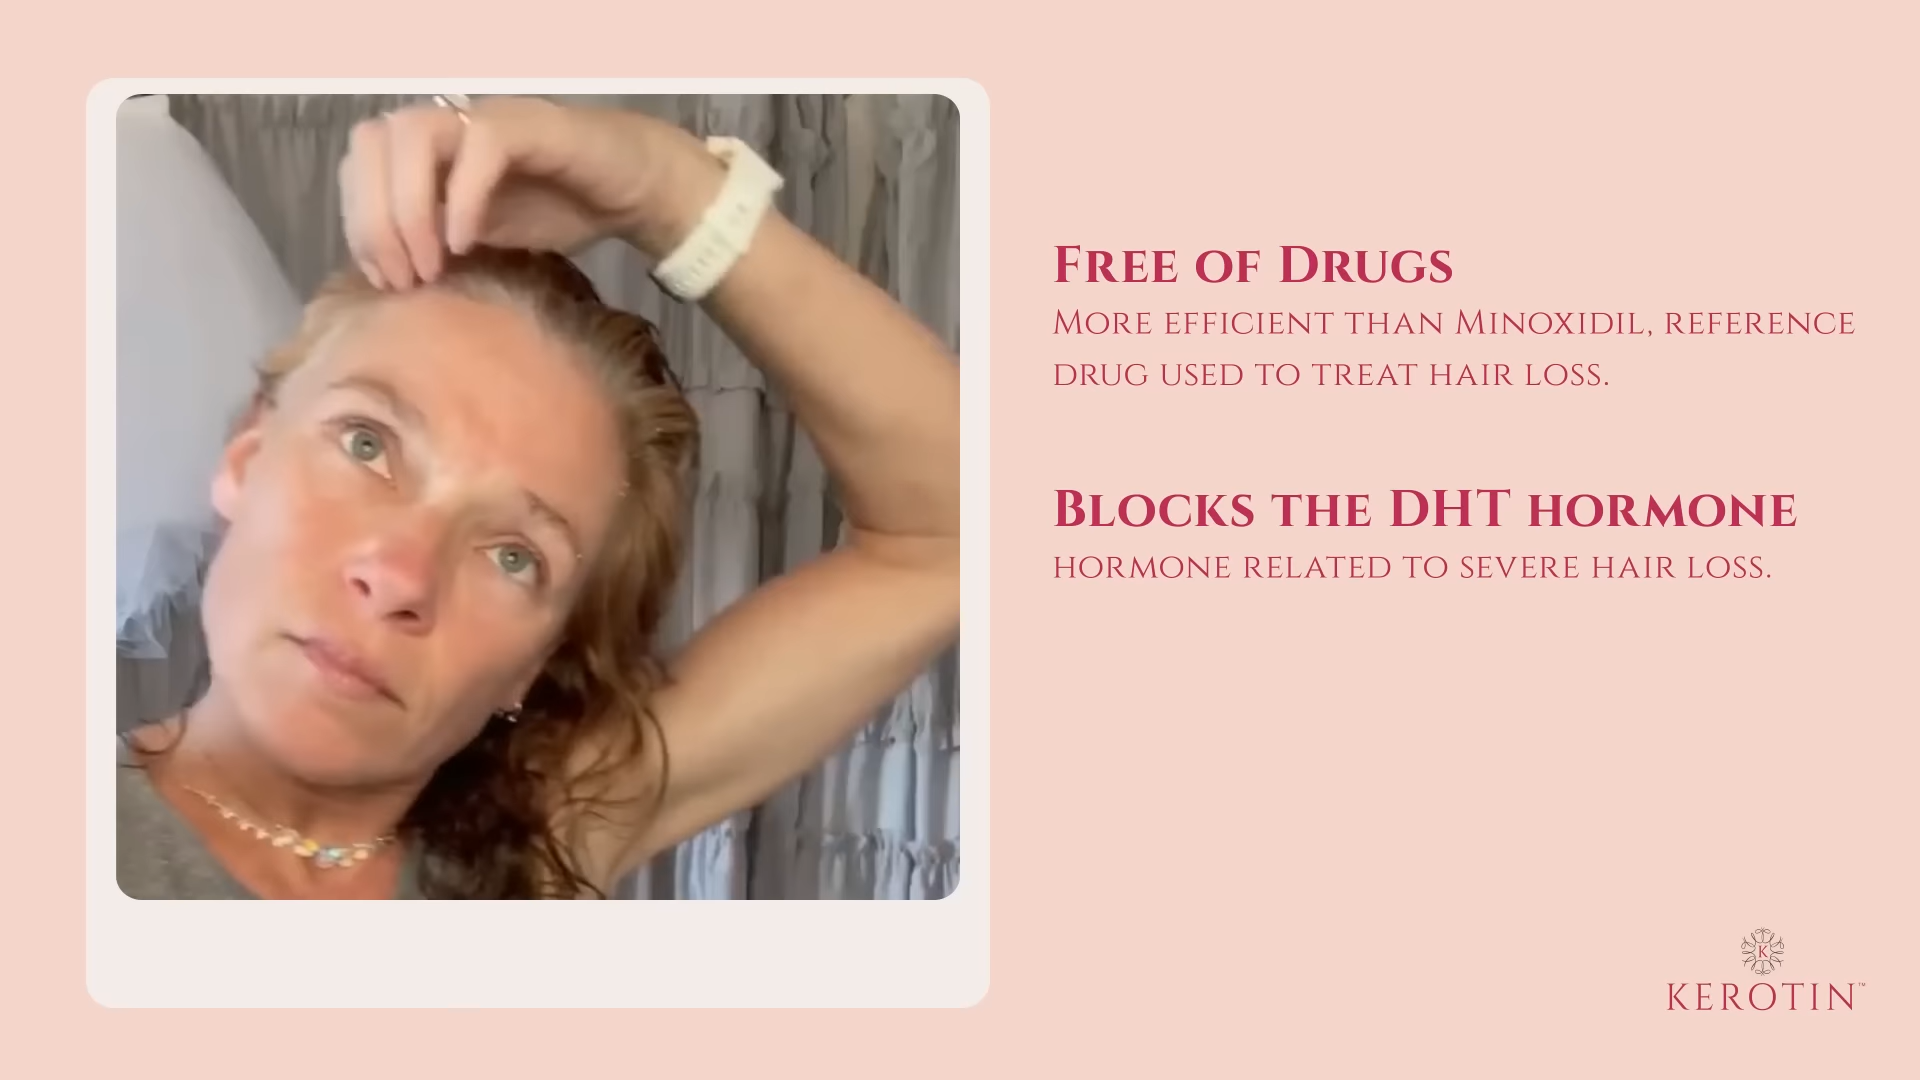 Free of Drugs
More efficient than Minoxidil, reference
drug used to treat hair loss.
Blocks the DHT hormone
hormone related to severe hair loss.
K
KEROTIN™